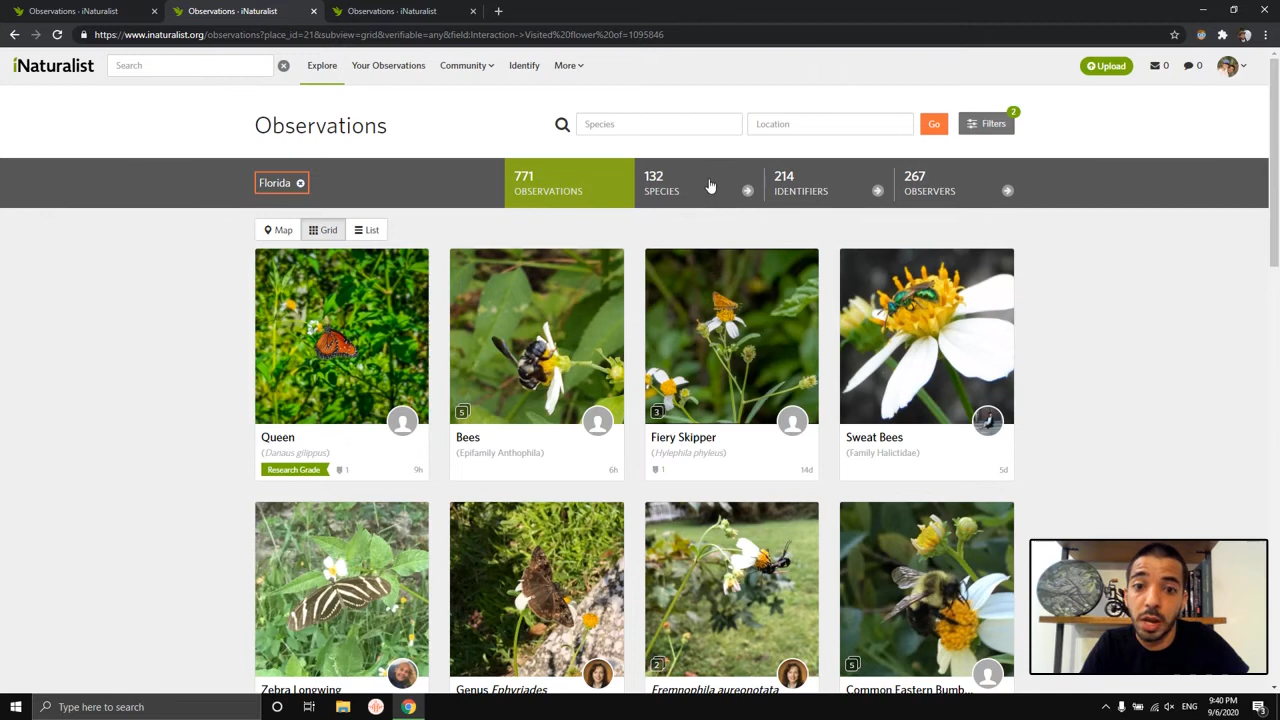 Observations · iNaturalist
Observations · iNaturalist
Observations · iNaturalist
https://www.inaturalist.org/observations?place_id=21&subview=grid&verifiable=any&field:Interaction->Visited%20flower%20of=1095846
iNaturalist
Search
Explore
Your Observations
Community
Identify
More
Upload
0
0
Observations
Species
Location
Go
Filters
2
Florida
771
OBSERVATIONS
132
SPECIES
214
IDENTIFIERS
267
OBSERVERS
Map
Grid
List
Queen
(Danaus gilippus)
Research Grade
1
9h
5
Bees
(Epifamily Anthophila)
6h
3
Fiery Skipper
(Hylephila phyleus)
1
14d
Sweat Bees
(Family Halictidae)
5d
Zebra Longwing
Genus Ephyriades
2
Eremnophila aureonotata
5
Common Eastern Bumb...
Type here to search
ENG
9:40 PM
9/6/2020
3